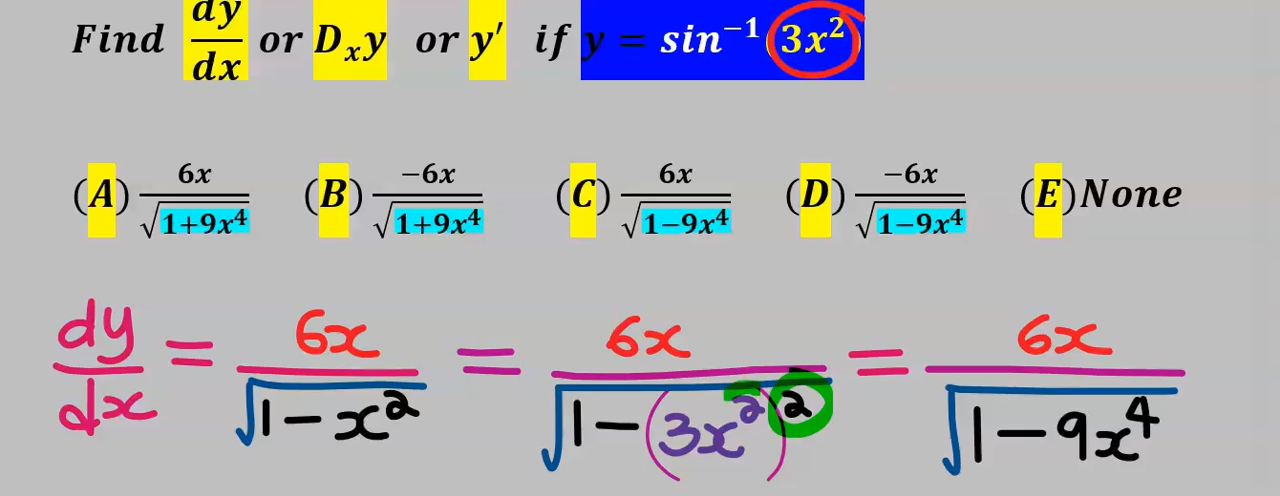 Find dy/dx or Dₓy or y′ if y = sin⁻¹(3x²)
(A) 6x/√(1+9x⁴) (B) −6x/√(1+9x⁴) (C) 6x/√(1−9x⁴) (D) −6x/√(1−9x⁴) (E) None
dy/dx = 6x/√(1−x²) = 6x/√(1−(3x²)²) = 6x/√(1−9x⁴)